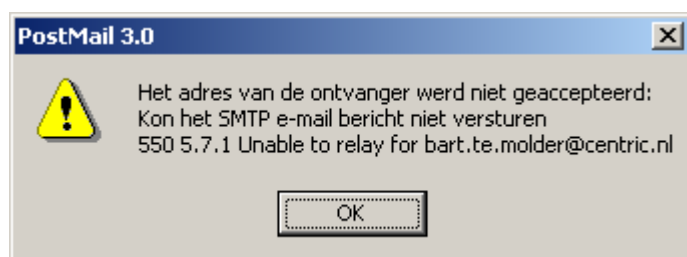 PostMail 3.0
Het adres van de ontvanger werd niet geaccepteerd:
Kon het SMTP e-mail bericht niet versturen
550 5.7.1 Unable to relay for bart.te.molder@centric.nl
OK